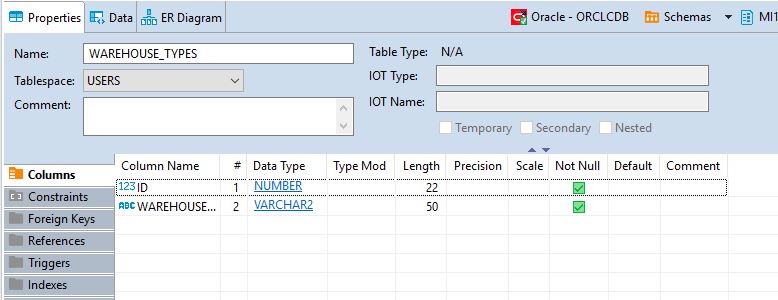 Properties Data ER Diagram Oracle - ORCLCDB Schemas MI1
Name: WAREHOUSE_TYPES Table Type: N/A
Tablespace: USERS IOT Type:
Comment: IOT Name:
Temporary Secondary Nested
Columns
Constraints
Foreign Keys
References
Triggers
Indexes
Column Name # Data Type Type Mod Length Precision Scale Not Null Default Comment
123 ID 1 NUMBER 22
ABC WAREHOUSE... 2 VARCHAR2 50